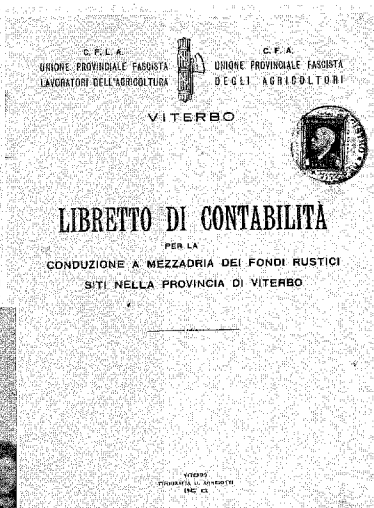 C. F. L. A.
UNIONE PROVINCIALE FASCISTA
LAVORATORI DELL'AGRICOLTURA
C. F. A.
UNIONE PROVINCIALE FASCISTA
DEGLI AGRICOLTORI
VITERBO
LIBRETTO DI CONTABILITÀ
PER LA
CONDUZIONE A MEZZADRIA DEI FONDI RUSTICI
SITI NELLA PROVINCIA DI VITERBO
VITERBO
TIPOGRAFIA